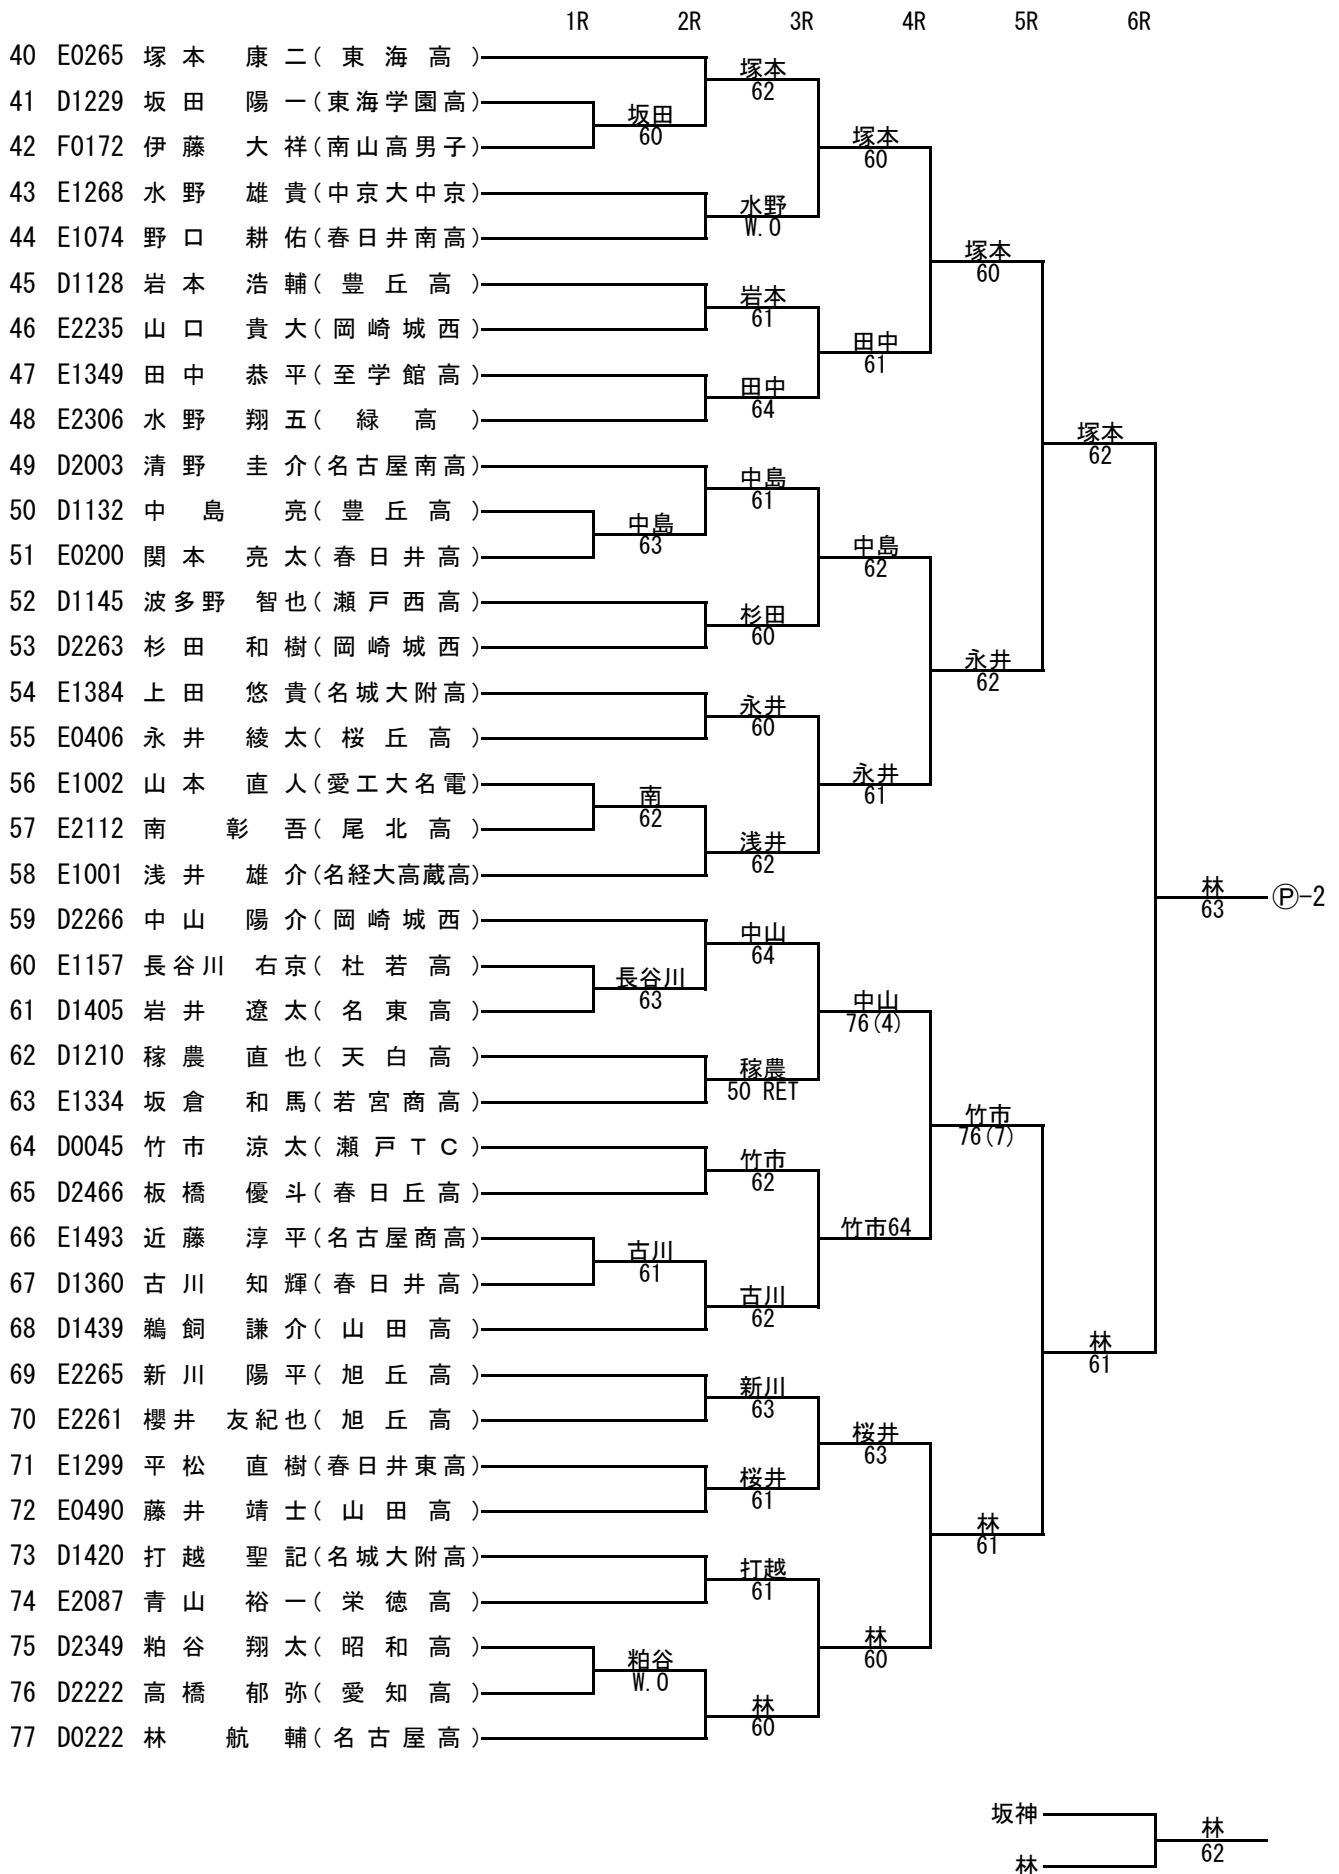 1R 2R 3R 4R 5R 6R
40 E0265 塚本 康二(東海高)
塚本
62
41 D1229 坂田 陽一(東海学園高)
坂田
60
42 F0172 伊藤 大祥(南山高男子)
塚本
60
43 E1268 水野 雄貴(中京大中京)
水野
W.O
44 E1074 野口 耕佑(春日井南高)
塚本
60
45 D1128 岩本 浩輔(豊丘高)
岩本
61
46 E2235 山口 貴大(岡崎城西)
田中
61
47 E1349 田中 恭平(至学館高)
田中
64
48 E2306 水野 翔五(緑高)
塚本
62
49 D2003 清野 圭介(名古屋南高)
中島
61
50 D1132 中島 亮(豊丘高)
中島
63
51 E0200 関本 亮太(春日井高)
中島
62
52 D1145 波多野 智也(瀬戸西高)
杉田
60
53 D2263 杉田 和樹(岡崎城西)
永井
62
54 E1384 上田 悠貴(名城大附高)
永井
60
55 E0406 永井 綾太(桜丘高)
56 E1002 山本 直人(愛工大名電)
永井
61
南
62
57 E2112 南 彰吾(尾北高)
浅井
62
58 E1001 浅井 雄介(名経大高蔵高)
林
63
Ⓟ-2
59 D2266 中山 陽介(岡崎城西)
中山
64
60 E1157 長谷川 右京(杜若高)
長谷川
63
61 D1405 岩井 遼太(名東高)
中山
76(4)
62 D1210 稼農 直也(天白高)
稼農
50 RET
63 E1334 坂倉 和馬(若宮商高)
竹市
76(7)
64 D0045 竹市 涼太(瀬戸TC)
竹市
62
65 D2466 板橋 優斗(春日丘高)
竹市64
66 E1493 近藤 淳平(名古屋商高)
古川
61
67 D1360 古川 知輝(春日井高)
古川
62
68 D1439 鵜飼 謙介(山田高)
林
61
69 E2265 新川 陽平(旭丘高)
新川
63
70 E2261 櫻井 友紀也(旭丘高)
桜井
63
71 E1299 平松 直樹(春日井東高)
桜井
61
72 E0490 藤井 靖士(山田高)
林
61
73 D1420 打越 聖記(名城大附高)
打越
61
74 E2087 青山 裕一(栄徳高)
林
60
75 D2349 粕谷 翔太(昭和高)
粕谷
W.O
76 D2222 高橋 郁弥(愛知高)
林
60
77 D0222 林 航輔(名古屋高)
坂神
林
62
林